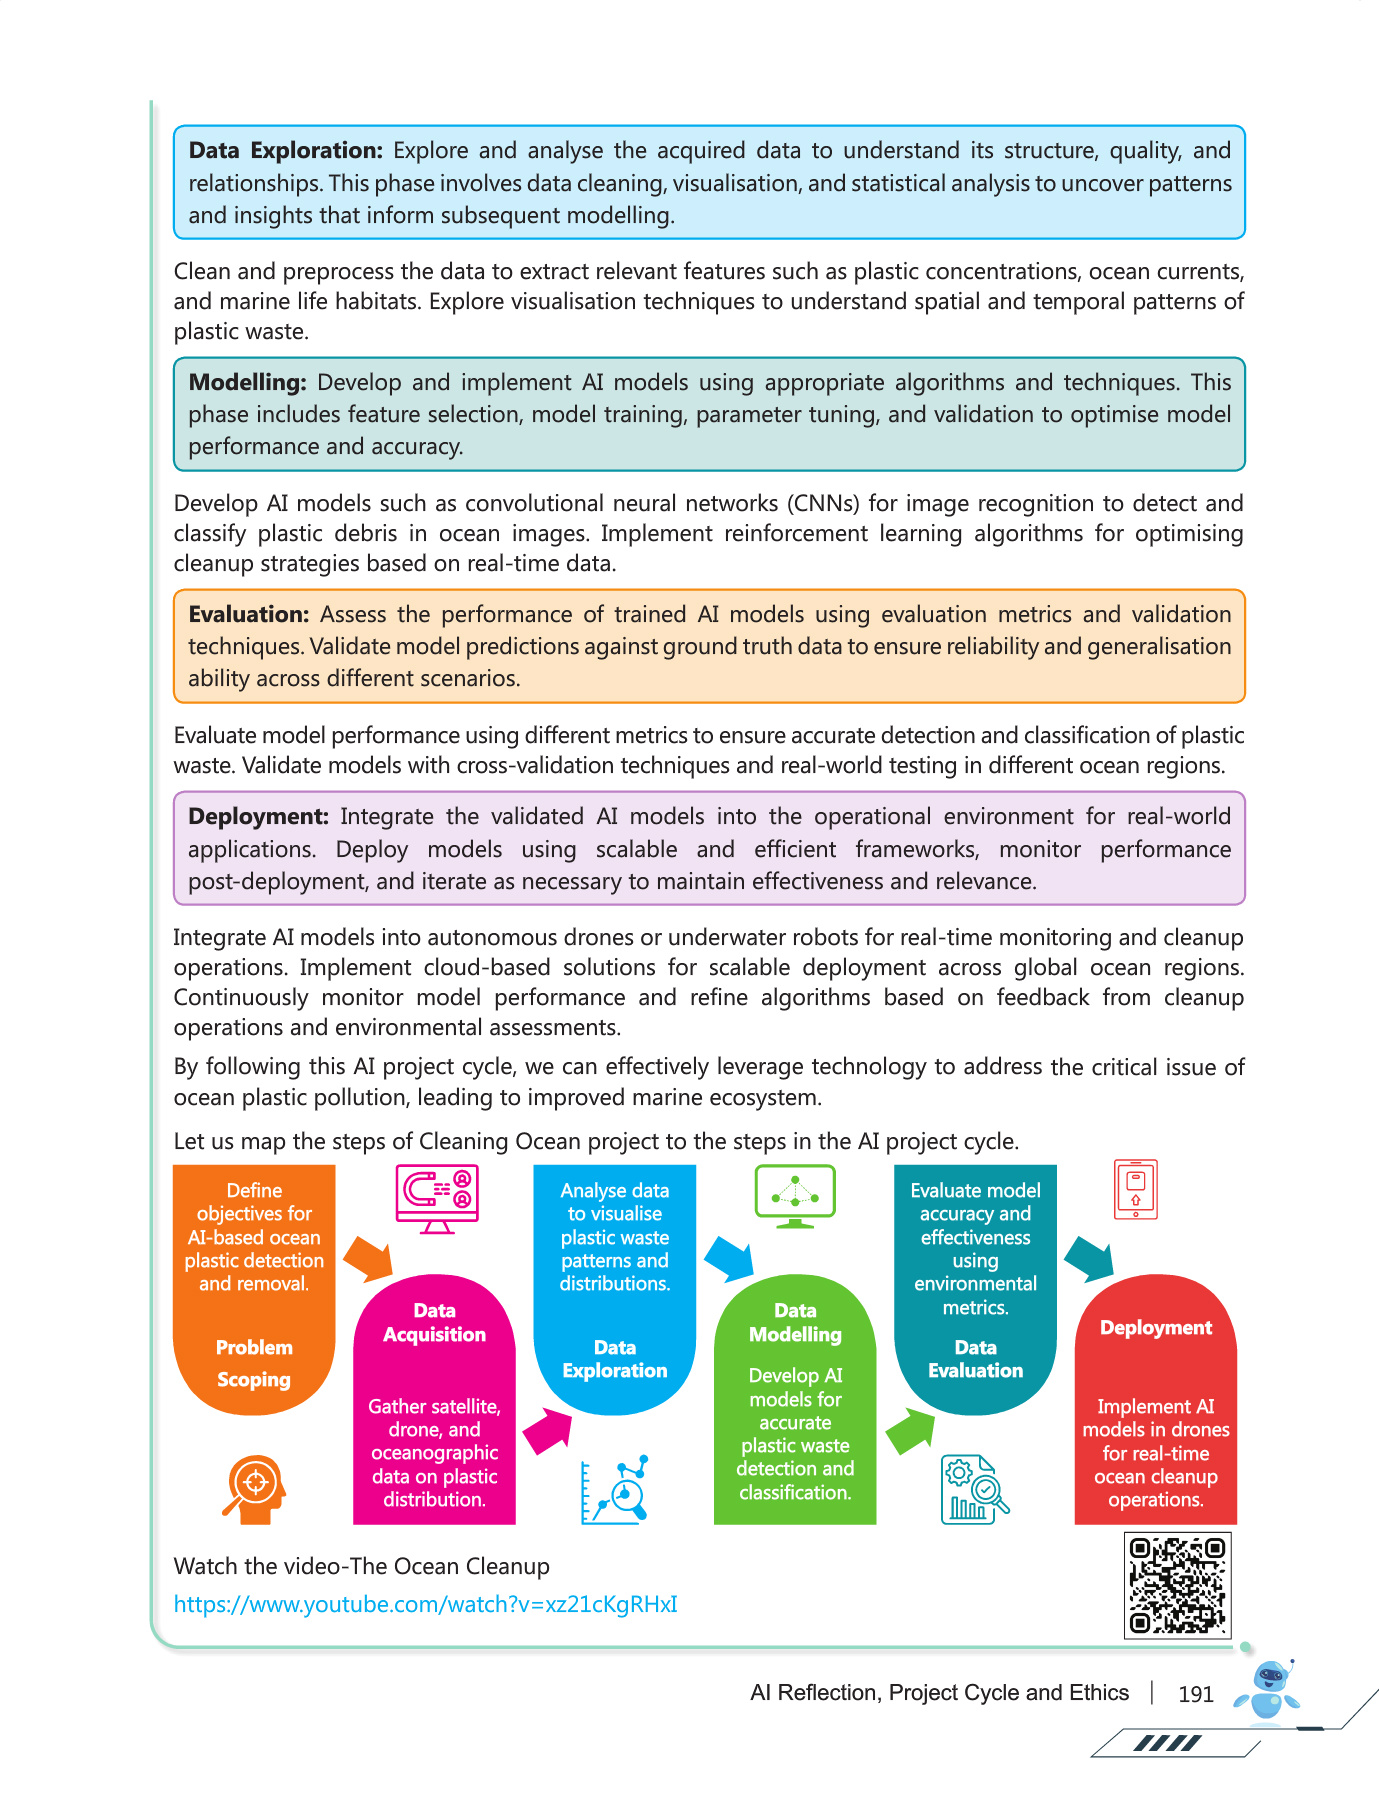 Data Exploration: Explore and analyse the acquired data to understand its structure, quality, and
relationships. This phase involves data cleaning, visualisation, and statistical analysis to uncover patterns
and insights that inform subsequent modelling.
Clean and preprocess the data to extract relevant features such as plastic concentrations, ocean currents,
and marine life habitats. Explore visualisation techniques to understand spatial and temporal patterns of
plastic waste.
Modelling: Develop and implement AI models using appropriate algorithms and techniques. This
phase includes feature selection, model training, parameter tuning, and validation to optimise model
performance and accuracy.
Develop AI models such as convolutional neural networks (CNNs) for image recognition to detect and
classify plastic debris in ocean images. Implement reinforcement learning algorithms for optimising
cleanup strategies based on real-time data.
Evaluation: Assess the performance of trained AI models using evaluation metrics and validation
techniques. Validate model predictions against ground truth data to ensure reliability and generalisation
ability across different scenarios.
Evaluate model performance using different metrics to ensure accurate detection and classification of plastic
waste. Validate models with cross-validation techniques and real-world testing in different ocean regions.
Deployment: Integrate the validated AI models into the operational environment for real-world
applications. Deploy models using scalable and efficient frameworks, monitor performance
post-deployment, and iterate as necessary to maintain effectiveness and relevance.
Integrate AI models into autonomous drones or underwater robots for real-time monitoring and cleanup
operations. Implement cloud-based solutions for scalable deployment across global ocean regions.
Continuously monitor model performance and refine algorithms based on feedback from cleanup
operations and environmental assessments.
By following this AI project cycle, we can effectively leverage technology to address the critical issue of
ocean plastic pollution, leading to improved marine ecosystem.
Let us map the steps of Cleaning Ocean project to the steps in the AI project cycle.
Define
objectives for
AI-based ocean
plastic detection
and removal.
Problem
Scoping
Data
Acquisition
Gather satellite,
drone, and
oceanographic
data on plastic
distribution.
Analyse data
to visualise
plastic waste
patterns and
distributions.
Data
Exploration
Data
Modelling
Develop AI
models for
accurate
plastic waste
detection and
classification.
Evaluate model
accuracy and
effectiveness
using
environmental
metrics.
Data
Evaluation
Deployment
Implement AI
models in drones
for real-time
ocean cleanup
operations.
Watch the video-The Ocean Cleanup
https://www.youtube.com/watch?v=xz21cKgRHxI
AI Reflection, Project Cycle and Ethics | 191